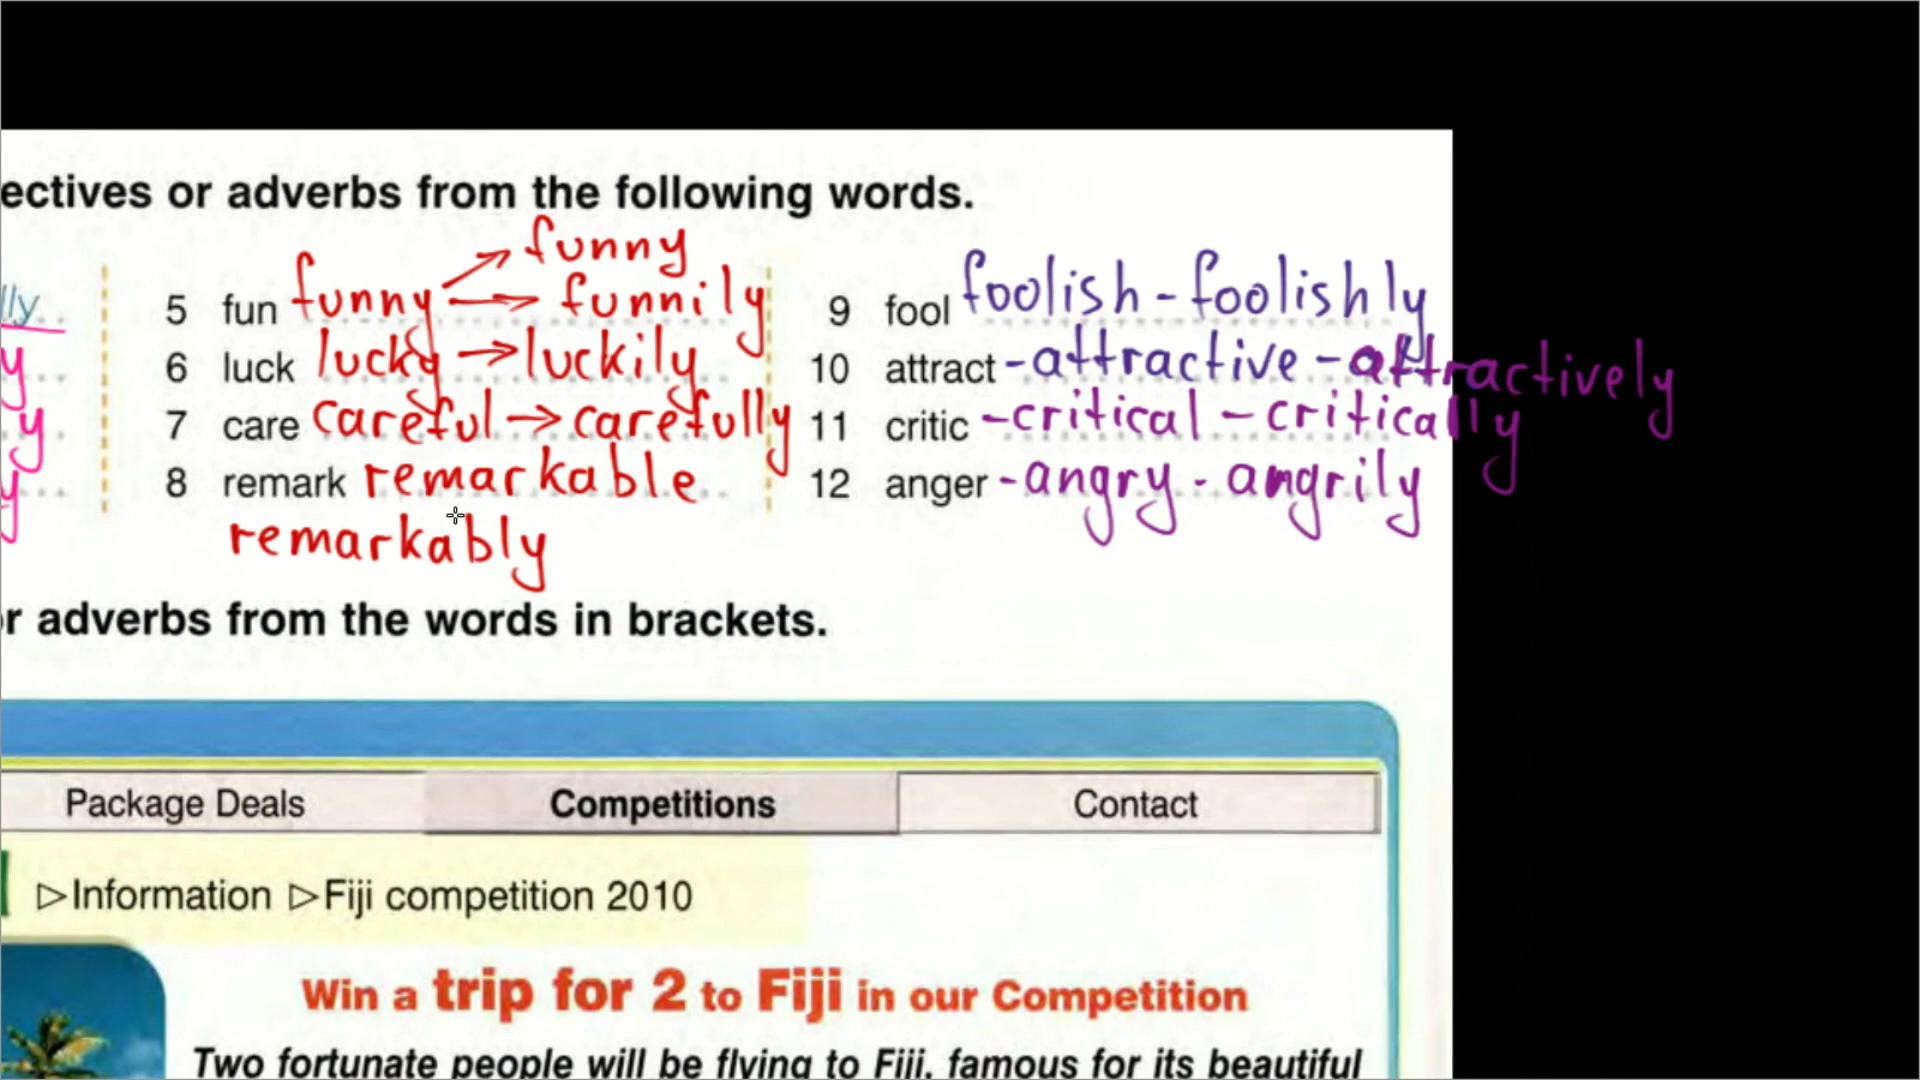 ectives or adverbs from the following words.
lly
y
y
y
5 fun funny → funny
→ funnily
6 luck lucky → luckily
7 care careful → carefully
8 remark remarkable
remarkably
9 fool foolish - foolishly
10 attract - attractive - attractively
11 critic - critical - critically
12 anger - angry - angrily
r adverbs from the words in brackets.
Package Deals Competitions Contact
▷Information ▷Fiji competition 2010
Win a trip for 2 to Fiji in our Competition
Two fortunate people will be flying to Fiji, famous for its beautiful